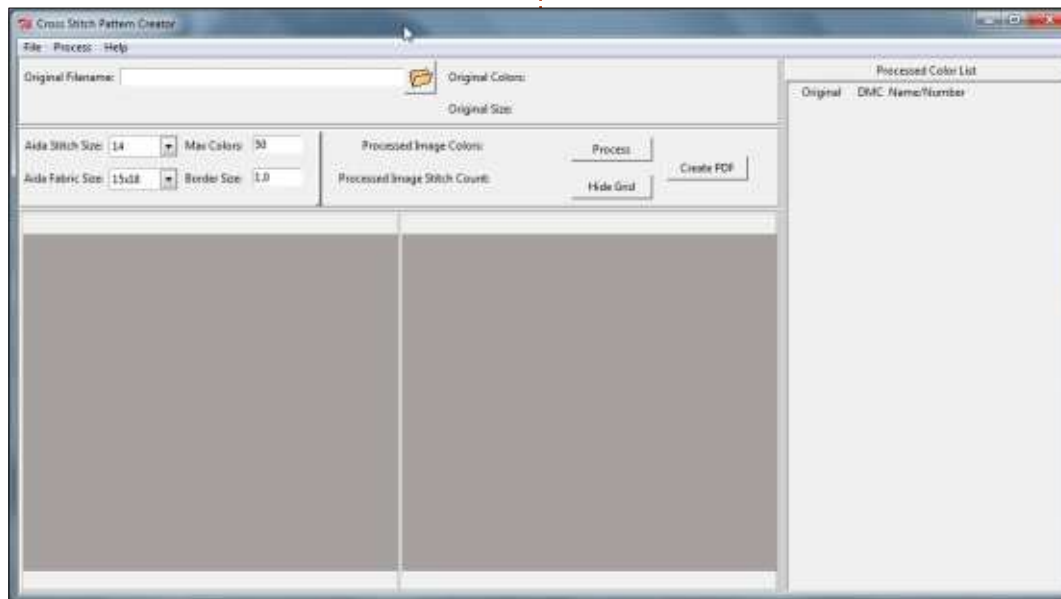 Cross Stitch Pattern Creator
File Process Help
Original Filename:
Original Colors:
Original Size:
Processed Color List
Original DMC Name/Number
Aida Stitch Size: 14 Max Colors: 50
Aida Fabric Size: 15x18 Border Size: 1.0
Processed Image Colors:
Processed Image Stitch Count:
Process
Hide Grid
Create PDF